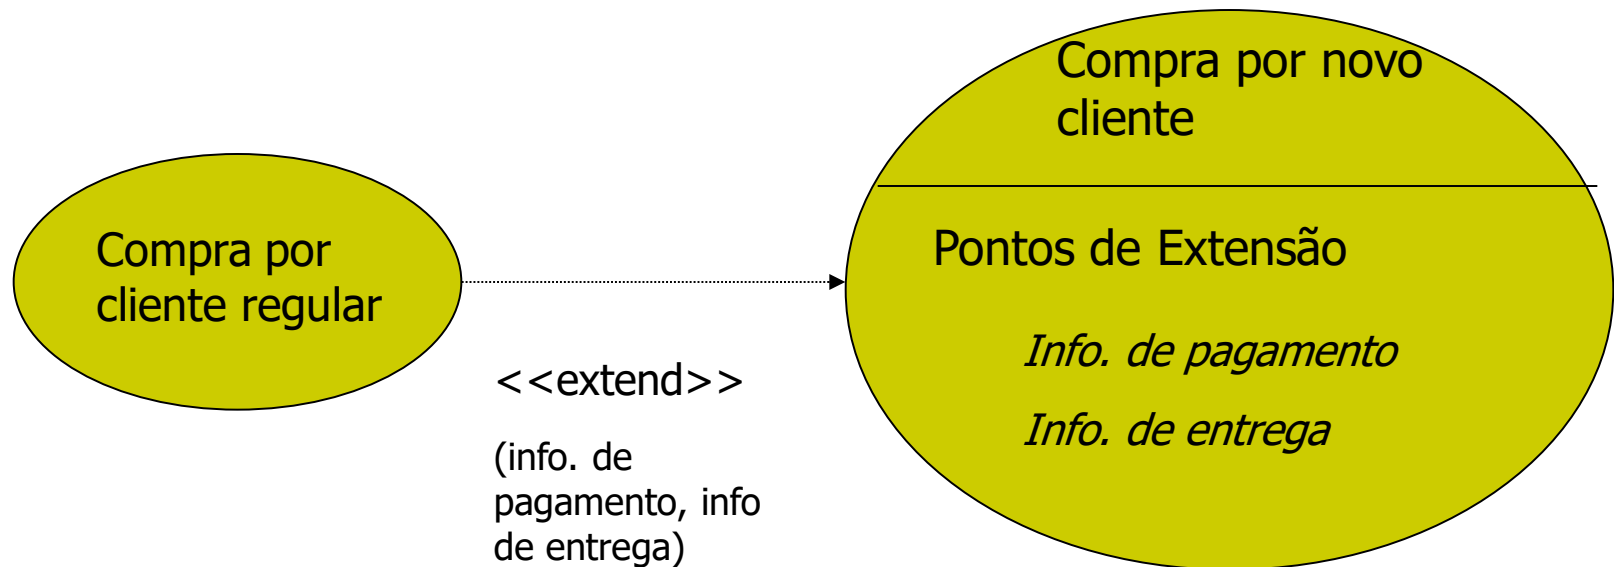 Compra por novo
cliente
Compra por
cliente regular
Pontos de Extensão
Info. de pagamento
Info. de entrega
<<extend>>
(info. de
pagamento, info
de entrega)